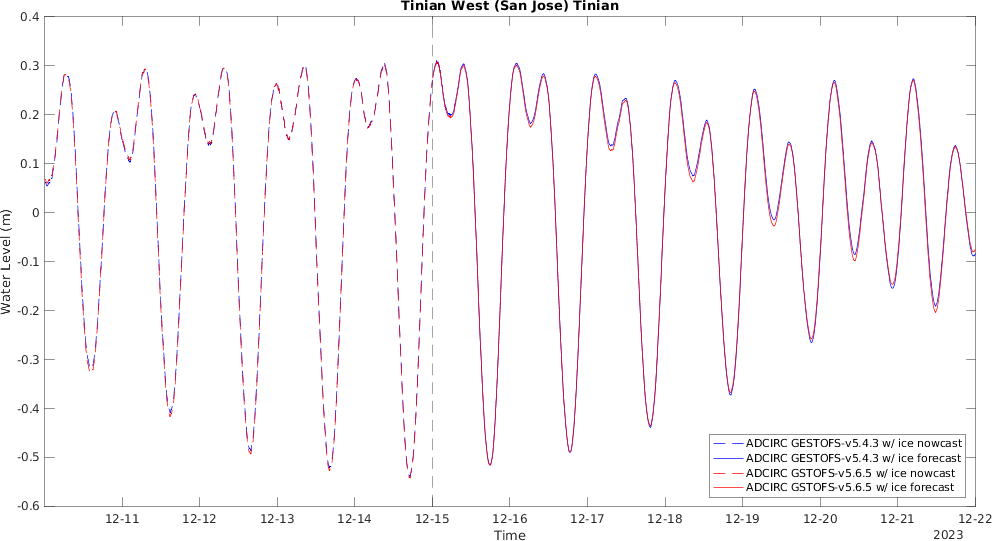 Tinian West (San Jose) Tinian
0.4
0.3
0.2
0.1
0
-0.1
-0.2
-0.3
-0.4
-0.5
-0.6
Water Level (m)
ADCIRC GESTOFS-v5.4.3 w/ ice nowcast
ADCIRC GESTOFS-v5.4.3 w/ ice forecast
ADCIRC GSTOFS-v5.6.5 w/ ice nowcast
ADCIRC GSTOFS-v5.6.5 w/ ice forecast
12-11 12-12 12-13 12-14 12-15 12-16 12-17 12-18 12-19 12-20 12-21 12-22
Time
2023